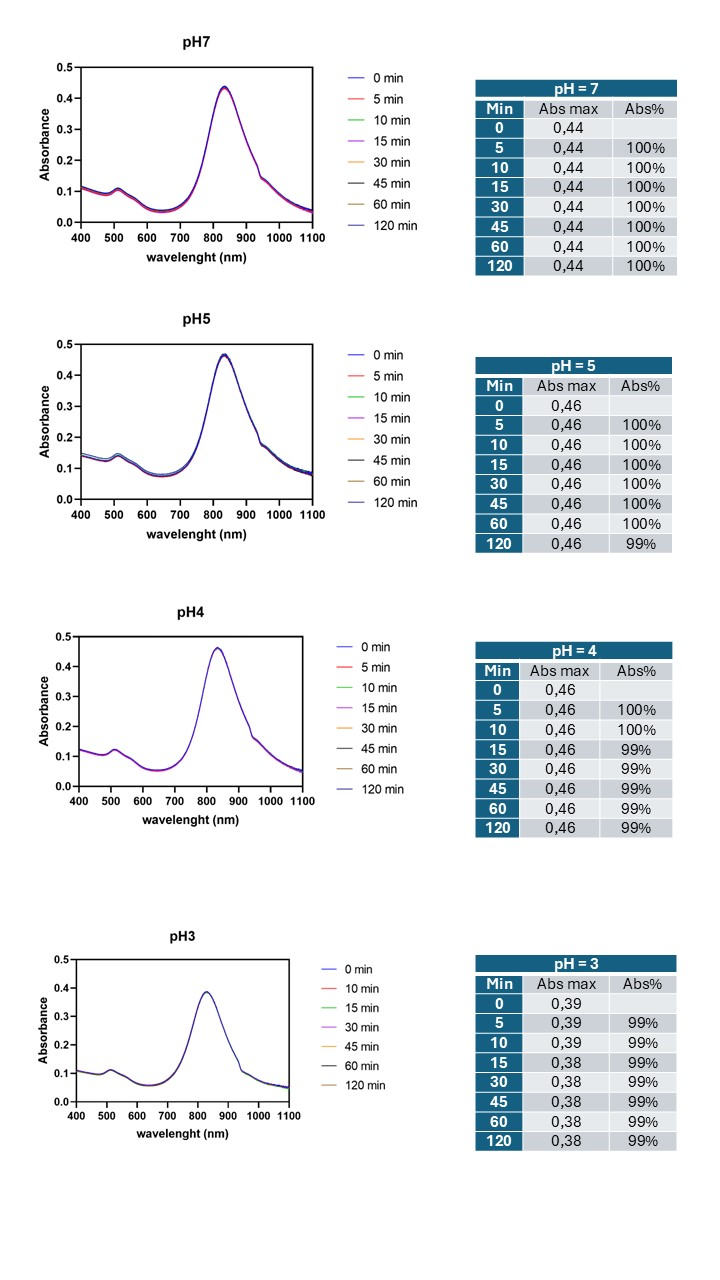 pH7
0.5
0.4
0.3
0.2
0.1
0.0
Absorbance
400 500 600 700 800 900 1000 1100
wavelenght (nm)
0 min
5 min
10 min
15 min
30 min
45 min
60 min
120 min
pH = 7
Min Abs max Abs%
0 0,44
5 0,44 100%
10 0,44 100%
15 0,44 100%
30 0,44 100%
45 0,44 100%
60 0,44 100%
120 0,44 100%
pH5
0.5
0.4
0.3
0.2
0.1
0.0
Absorbance
400 500 600 700 800 900 1000 1100
wavelenght (nm)
0 min
5 min
10 min
15 min
30 min
45 min
60 min
120 min
pH = 5
Min Abs max Abs%
0 0,46
5 0,46 100%
10 0,46 100%
15 0,46 100%
30 0,46 100%
45 0,46 100%
60 0,46 100%
120 0,46 99%
pH4
0.5
0.4
0.3
0.2
0.1
0.0
Absorbance
400 500 600 700 800 900 1000 1100
wavelenght (nm)
0 min
5 min
10 min
15 min
30 min
45 min
60 min
120 min
pH = 4
Min Abs max Abs%
0 0,46
5 0,46 100%
10 0,46 100%
15 0,46 99%
30 0,46 99%
45 0,46 99%
60 0,46 99%
120 0,46 99%
pH3
0.5
0.4
0.3
0.2
0.1
0.0
Absorbance
400 500 600 700 800 900 1000 1100
wavelenght (nm)
0 min
10 min
15 min
30 min
45 min
60 min
120 min
pH = 3
Min Abs max Abs%
0 0,39
5 0,39 99%
10 0,39 99%
15 0,38 99%
30 0,38 99%
45 0,38 99%
60 0,38 99%
120 0,38 99%